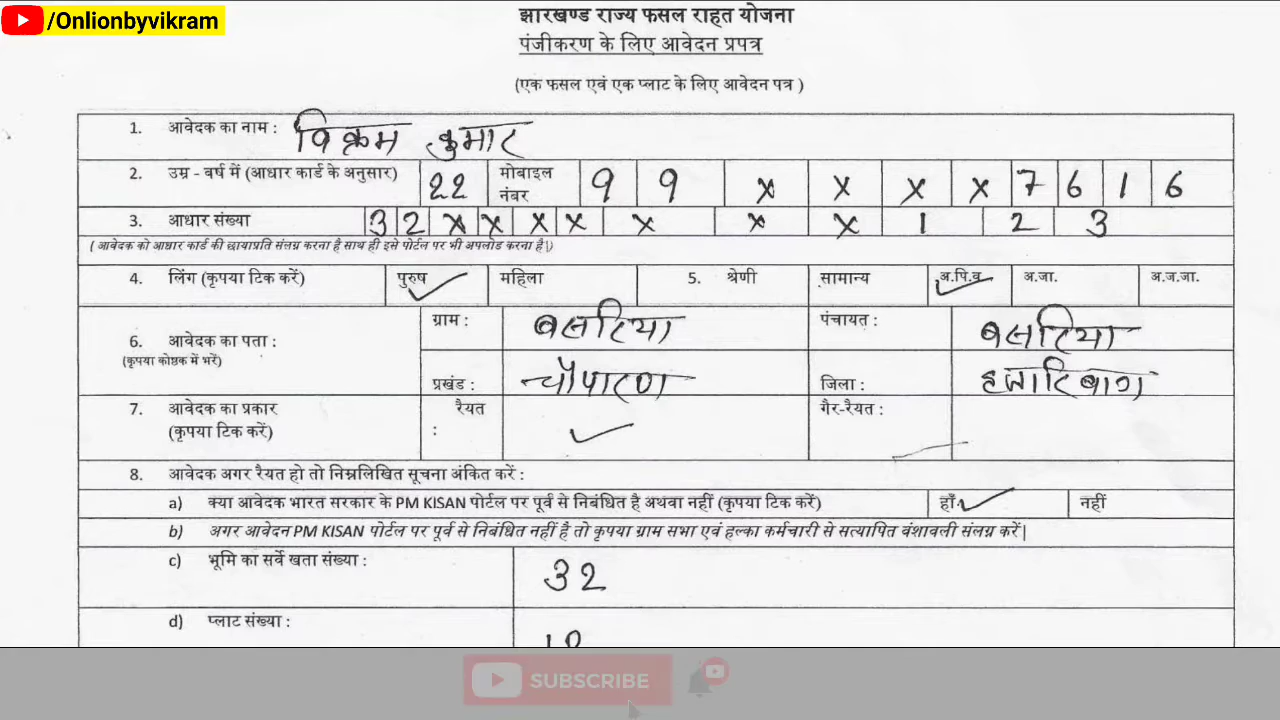 /Onlionbyvikram
झारखण्ड राज्य फसल राहत योजना
पंजीकरण के लिए आवेदन प्रपत्र
(एक फसल एवं एक प्लाट के लिए आवेदन पत्र )
1. आवेदक का नाम : विक्रम कुमार
2. उम्र - वर्ष में (आधार कार्ड के अनुसार) 22 मोबाइल नंबर 9 9 x x x x 7 6 1 6
3. आधार संख्या 3 2 x x x x x x x 1 2 3
( आवेदक को आधार कार्ड की छायाप्रति संलग्न करना है साथ ही इसे पोर्टल पर भी अपलोड करना है|)
4. लिंग (कृपया टिक करें) पुरुष ✓ महिला 5. श्रेणी सामान्य अ.पि.व ✓ अ.जा. अ.ज.जा.
6. आवेदक का पता : ग्राम : बसरिया पंचायत : बसरिया
(कृपया कोष्ठक में भरें) प्रखंड : चौपारण जिला : हजारिबाग
7. आवेदक का प्रकार रैयत : ✓ गैर-रैयत :
(कृपया टिक करें)
8. आवेदक अगर रैयत हो तो निम्नलिखित सूचना अंकित करें :
a) क्या आवेदक भारत सरकार के PM KISAN पोर्टल पर पूर्व से निबंधित है अथवा नहीं (कृपया टिक करें) हाँ ✓ नहीं
b) अगर आवेदन PM KISAN पोर्टल पर पूर्व से निबंधित नहीं है तो कृपया ग्राम सभा एवं हल्का कर्मचारी से सत्यापित वंशावली संलग्न करें|
c) भूमि का सर्वे खता संख्या : 32
d) प्लाट संख्या :
SUBSCRIBE